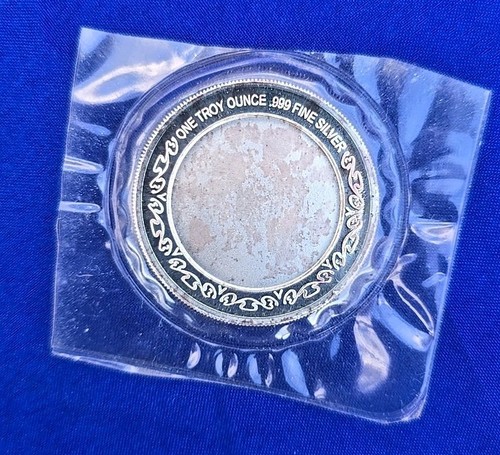 ONE TROY OUNCE .999 FINE SILVER